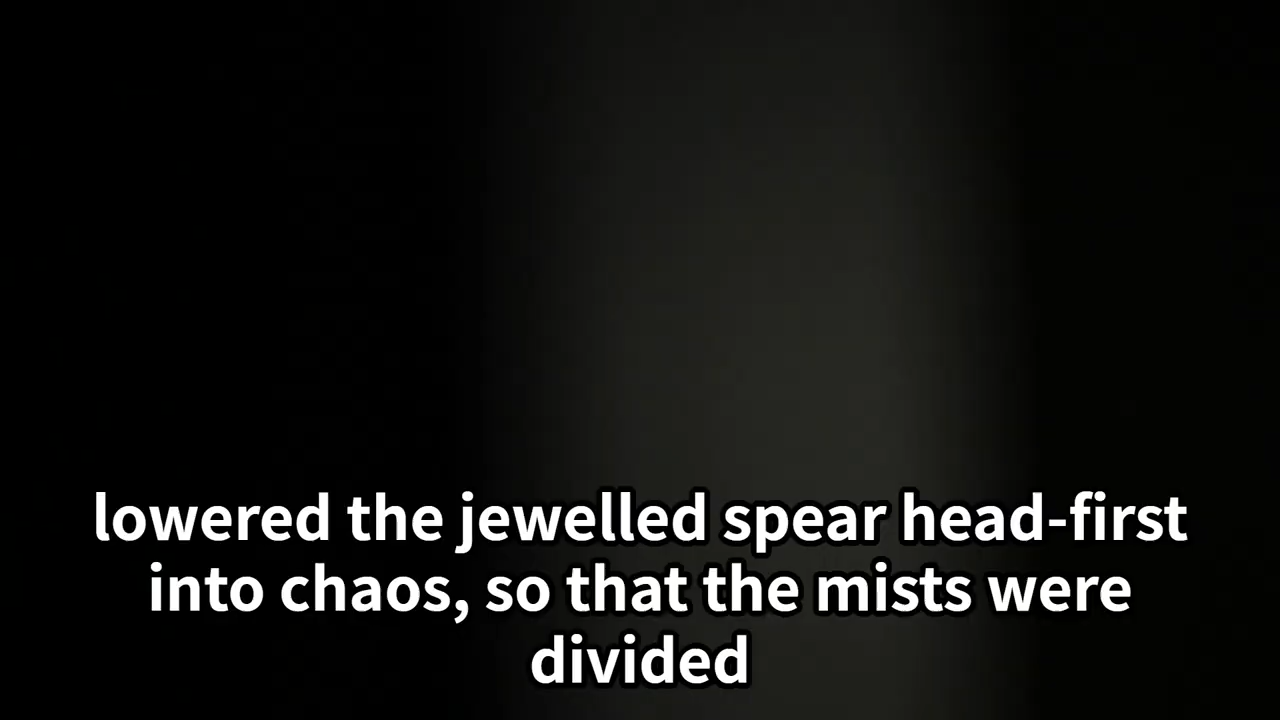 lowered the jewelled spear head-first
into chaos, so that the mists were
divided